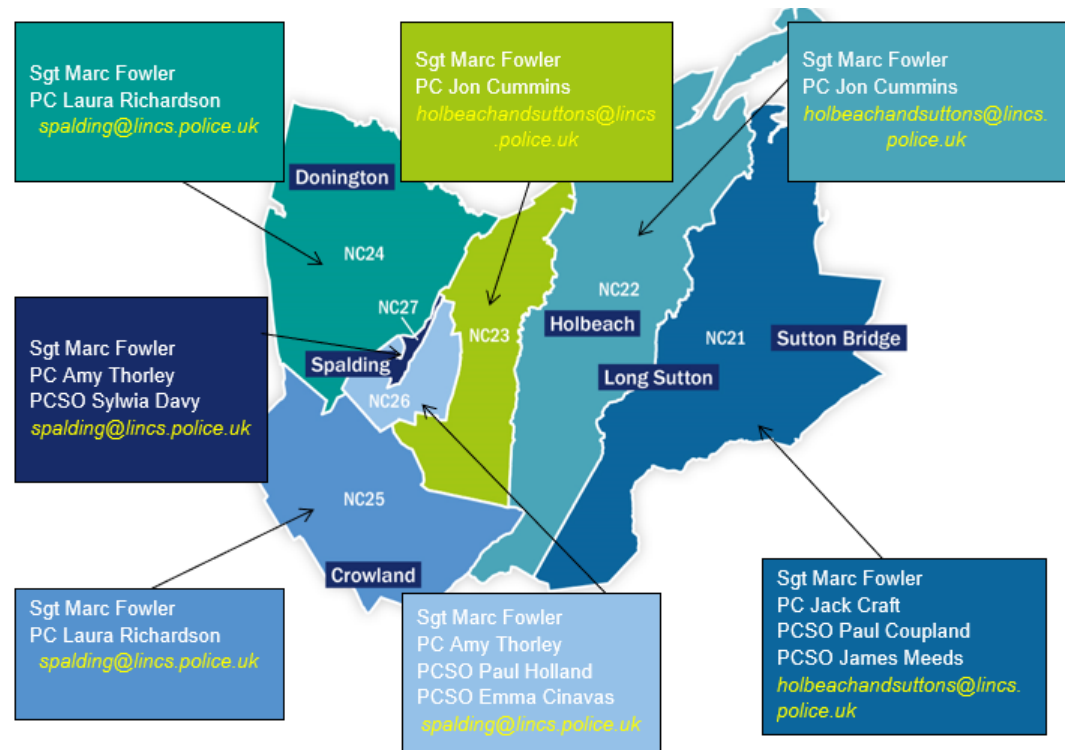 Sgt Marc Fowler
PC Laura Richardson
spalding@lincs.police.uk
Sgt Marc Fowler
PC Jon Cummins
holbeachandsuttons@lincs
.police.uk
Sgt Marc Fowler
PC Jon Cummins
holbeachandsuttons@lincs.
police.uk
Donington
NC24
NC27
NC22
NC23
Holbeach
NC21
Sutton Bridge
Spalding
Long Sutton
NC26
Sgt Marc Fowler
PC Amy Thorley
PCSO Sylwia Davy
spalding@lincs.police.uk
NC25
Crowland
Sgt Marc Fowler
PC Laura Richardson
spalding@lincs.police.uk
Sgt Marc Fowler
PC Amy Thorley
PCSO Paul Holland
PCSO Emma Cinavas
spalding@lincs.police.uk
Sgt Marc Fowler
PC Jack Craft
PCSO Paul Coupland
PCSO James Meeds
holbeachandsuttons@lincs.
police.uk